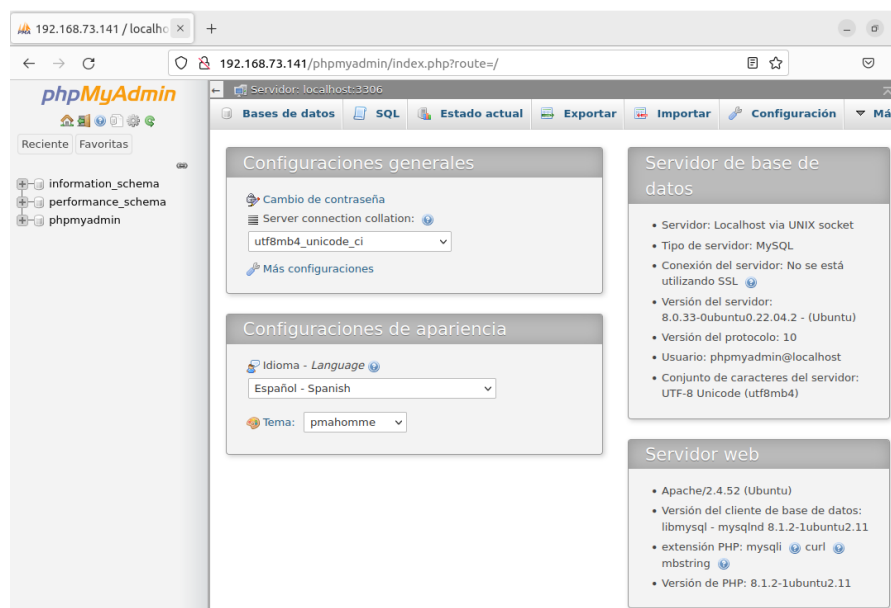 192.168.73.141 / localho
192.168.73.141/phpmyadmin/index.php?route=/
phpMyAdmin
Reciente Favoritas
information_schema
performance_schema
phpmyadmin
Servidor: localhost:3306
Bases de datos SQL Estado actual Exportar Importar Configuración Má
Configuraciones generales
Cambio de contraseña
Server connection collation:
utf8mb4_unicode_ci
Más configuraciones
Configuraciones de apariencia
Idioma - Language
Español - Spanish
Tema: pmahomme
Servidor de base de
datos
• Servidor: Localhost via UNIX socket
• Tipo de servidor: MySQL
• Conexión del servidor: No se está
utilizando SSL
• Versión del servidor:
8.0.33-0ubuntu0.22.04.2 - (Ubuntu)
• Versión del protocolo: 10
• Usuario: phpmyadmin@localhost
• Conjunto de caracteres del servidor:
UTF-8 Unicode (utf8mb4)
Servidor web
• Apache/2.4.52 (Ubuntu)
• Versión del cliente de base de datos:
libmysql - mysqlnd 8.1.2-1ubuntu2.11
• extensión PHP: mysqli curl
mbstring
• Versión de PHP: 8.1.2-1ubuntu2.11